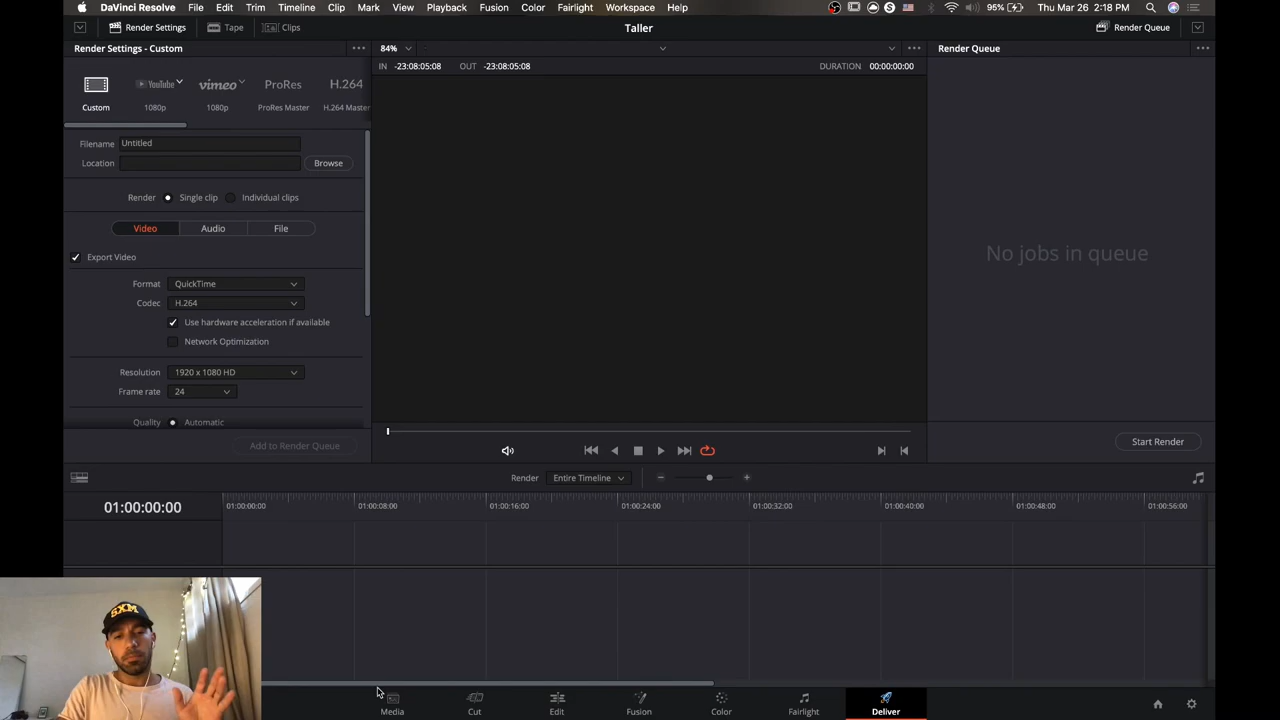 DaVinci Resolve File Edit Trim Timeline Clip Mark View Playback Fusion Color Fairlight Workspace Help 95% Thu Mar 26 2:18 PM
Render Settings Tape Clips Taller Render Queue
Render Settings - Custom 84% Render Queue
IN -23:08:05:08 OUT -23:08:05:08 DURATION 00:00:00:00
YouTube vimeo ProRes H.264
Custom 1080p 1080p ProRes Master H.264 Master
Filename Untitled
Location Browse
Render Single clip Individual clips
Video Audio File
Export Video
No jobs in queue
Format QuickTime
Codec H.264
Use hardware acceleration if available
Network Optimization
Resolution 1920 x 1080 HD
Frame rate 24
Quality Automatic
Add to Render Queue
Start Render
Render Entire Timeline
01:00:00:00 01:00:00:00 01:00:08:00 01:00:16:00 01:00:24:00 01:00:32:00 01:00:40:00 01:00:48:00 01:00:56:00
SXM
Media Cut Edit Fusion Color Fairlight Deliver